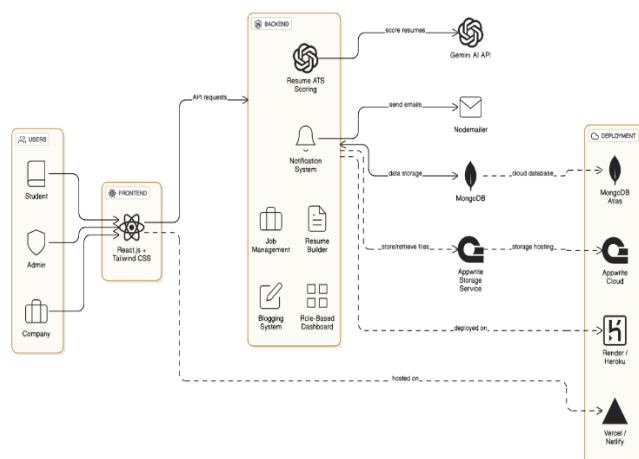 BACKEND
score resumes
Gemini AI API
Resume ATS
Scoring
API requests
send emails
Nodemailer
USERS
DEPLOYMENT
Notification
System
FRONTEND
Student
data storage
MongoDB
cloud database
MongoDB
Atlas
React.js +
Tailwind CSS
Admin
Job
Management
Resume
Builder
store/retrieve files
Appwrite
Storage
Service
storage hosting
Appwrite
Cloud
Company
Blogging
System
Role-Based
Dashboard
deployed on
Render /
Heroku
hosted on
Vercel /
Netlify